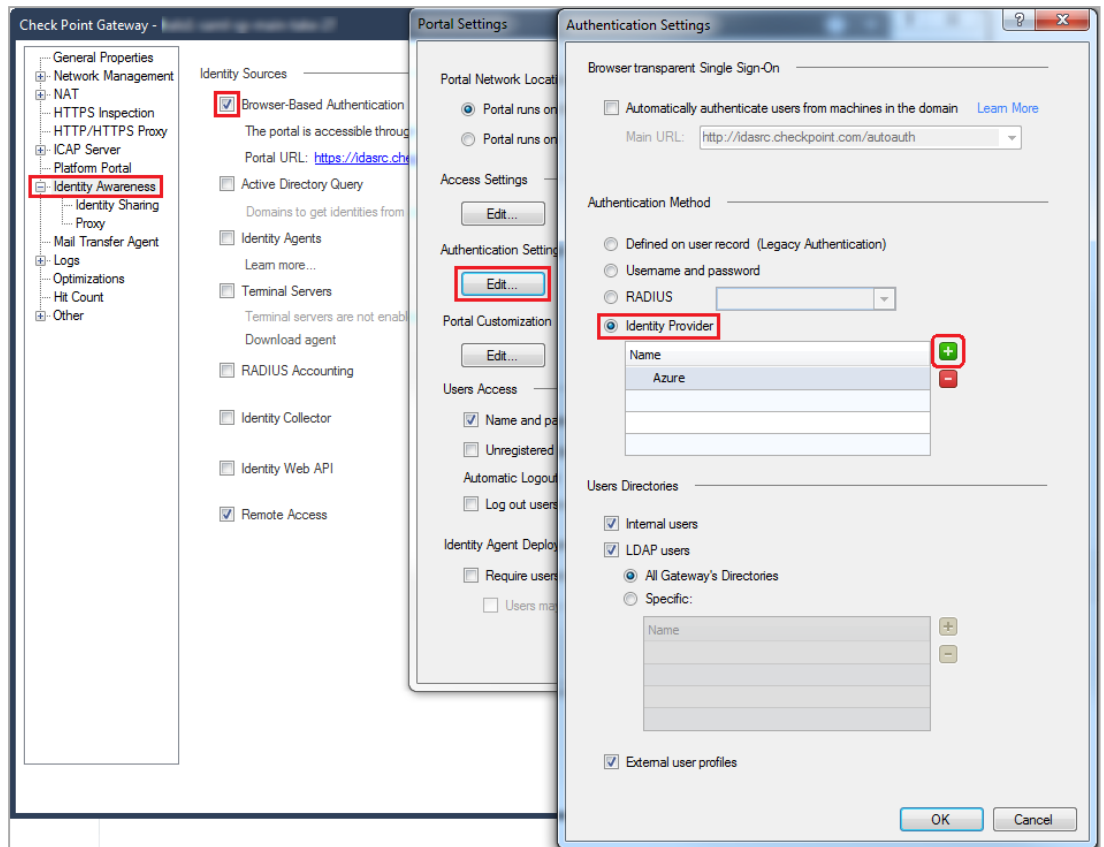 Check Point Gateway -
General Properties
Network Management
NAT
HTTPS Inspection
HTTP/HTTPS Proxy
ICAP Server
Platform Portal
Identity Awareness
Identity Sharing
Proxy
Mail Transfer Agent
Logs
Optimizations
Hit Count
Other
Identity Sources
Browser-Based Authentication
The portal is accessible throug
Portal URL: https://idasrc.che
Active Directory Query
Domains to get identities from
Identity Agents
Learn more...
Terminal Servers
Terminal servers are not enabl
Download agent
RADIUS Accounting
Identity Collector
Identity Web API
Remote Access
Portal Settings
Portal Network Locati
Portal runs on
Portal runs on
Access Settings
Edit...
Authentication Setting
Edit...
Portal Customization
Edit...
Users Access
Name and pa
Unregistered
Automatic Logout
Log out users
Identity Agent Deploy
Require users
Users may
Authentication Settings
Browser transparent Single Sign-On
Automatically authenticate users from machines in the domain Learn More
Main URL: http://idasrc.checkpoint.com/autoauth
Authentication Method
Defined on user record (Legacy Authentication)
Username and password
RADIUS
Identity Provider
Name
Azure
Users Directories
Internal users
LDAP users
All Gateway's Directories
Specific:
Name
External user profiles
OK Cancel